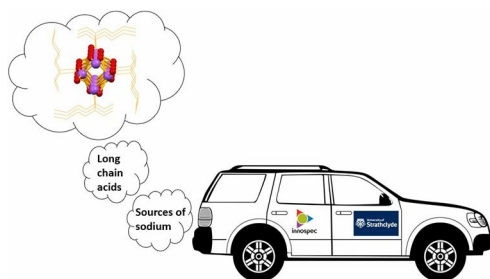 Long
chain
acids
Sources of
sodium
innospec
University of
Strathclyde